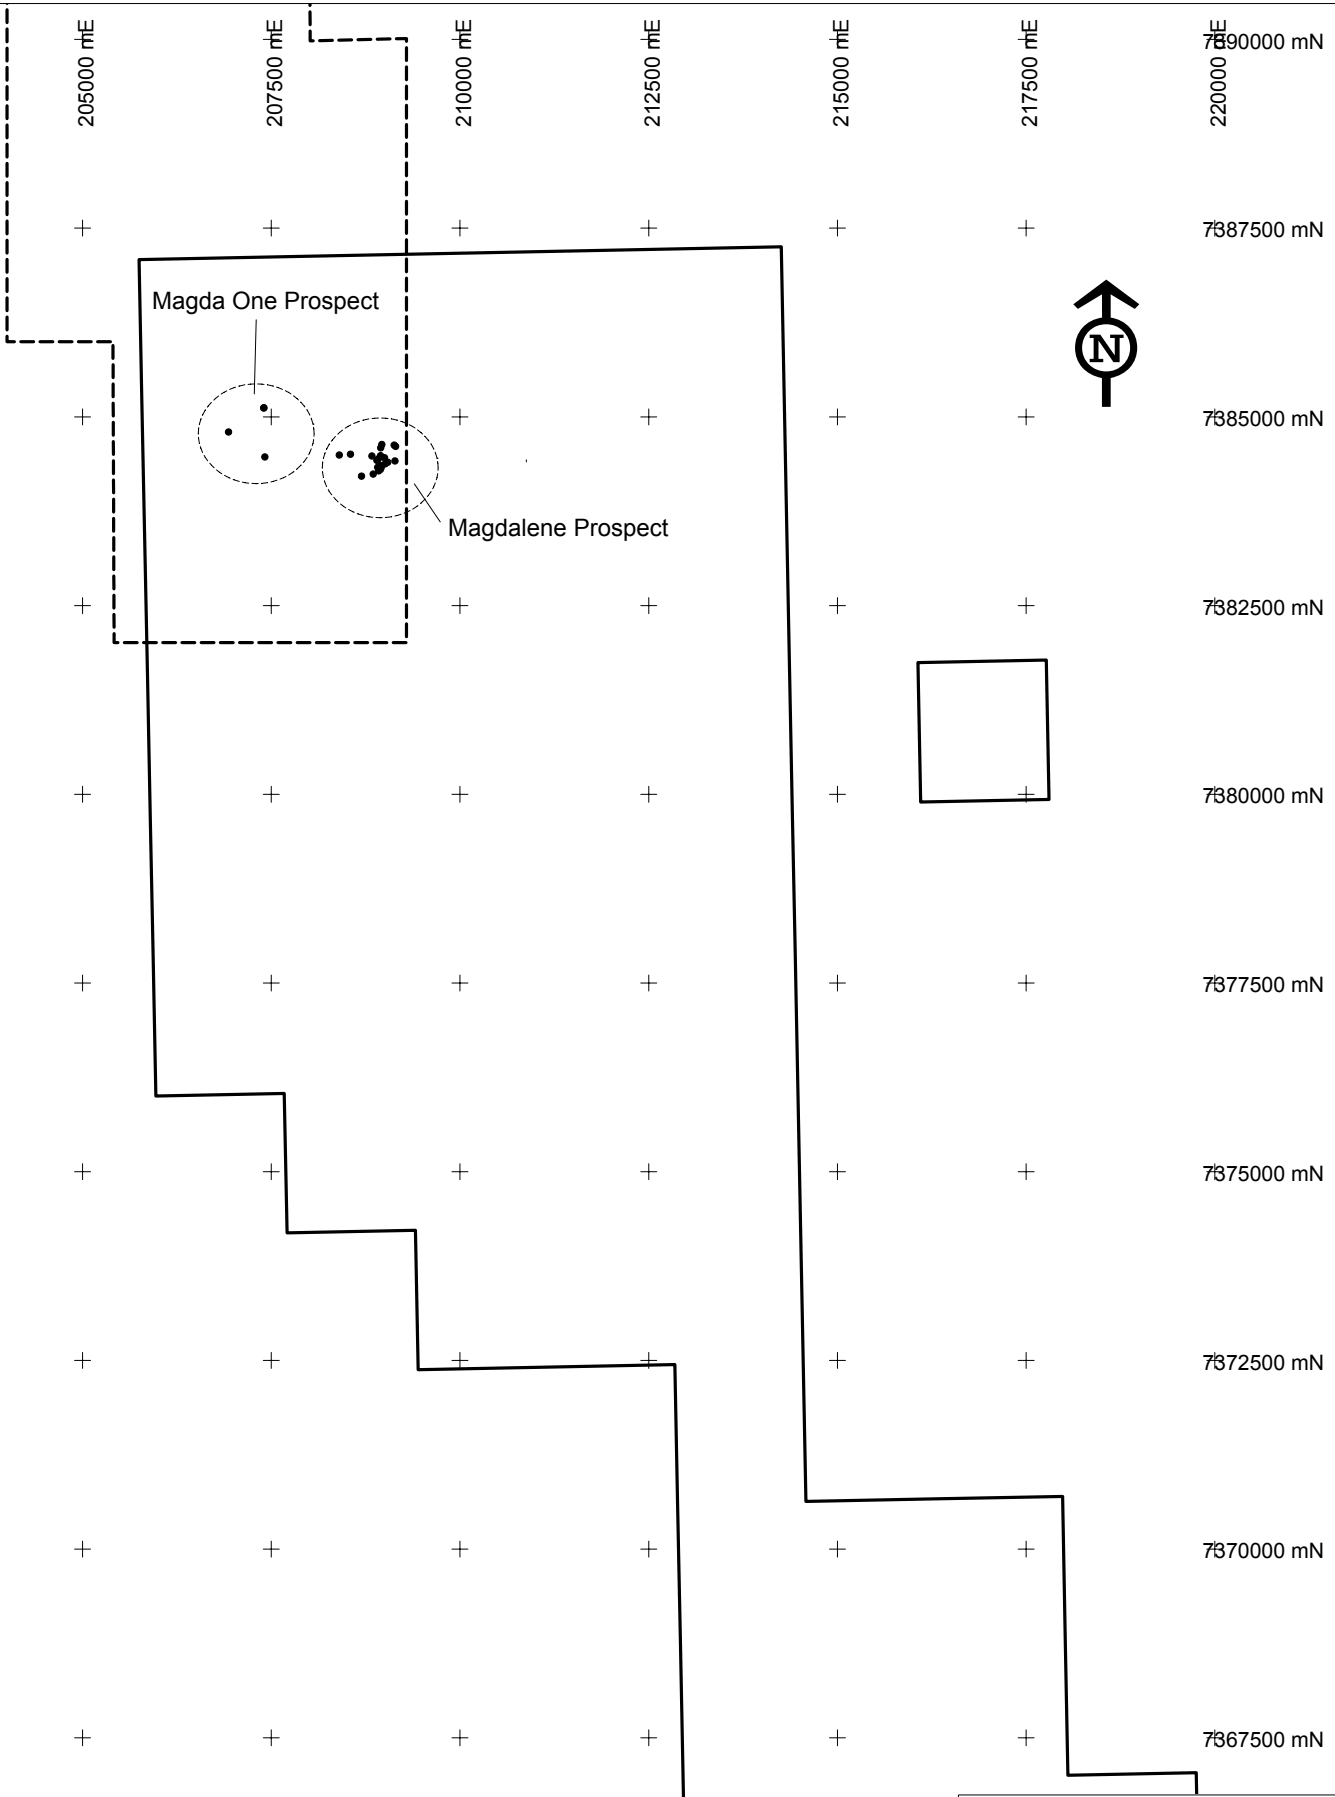 205000 mE
207500 mE
210000 mE
212500 mE
215000 mE
217500 mE
220000 mE
7390000 mN
7387500 mN
Magda One Prospect
N
7385000 mN
Magdalene Prospect
7382500 mN
7380000 mN
7377500 mN
7375000 mN
7372500 mN
7370000 mN
7367500 mN